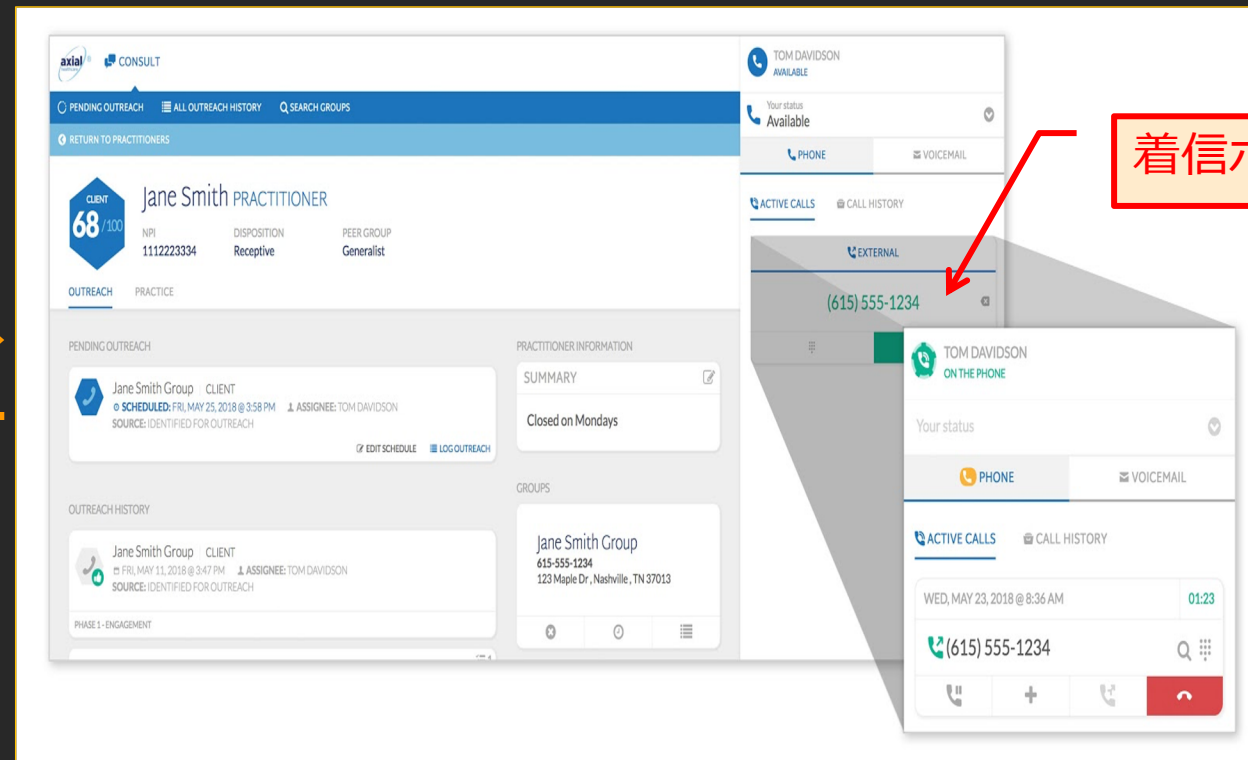 axial
CONSULT
PENDING OUTREACH ALL OUTREACH HISTORY SEARCH GROUPS
RETURN TO PRACTITIONERS
CLIENT
68/100
Jane Smith PRACTITIONER
NPI DISPOSITION PEER GROUP
1112223334 Receptive Generalist
OUTREACH PRACTICE
PENDING OUTREACH
Jane Smith Group CLIENT
SCHEDULED: FRI, MAY 25, 2018 @ 3:58 PM ASSIGNEE: TOM DAVIDSON
SOURCE: IDENTIFIED FOR OUTREACH
EDIT SCHEDULE LOG OUTREACH
OUTREACH HISTORY
Jane Smith Group CLIENT
FRI, MAY 11, 2018 @ 3:47 PM ASSIGNEE: TOM DAVIDSON
SOURCE: IDENTIFIED FOR OUTREACH
PHASE 1 - ENGAGEMENT
PRACTITIONER INFORMATION
SUMMARY
Closed on Mondays
GROUPS
Jane Smith Group
615-555-1234
123 Maple Dr , Nashville , TN 37013
TOM DAVIDSON
AVAILABLE
Your status
Available
PHONE VOICEMAIL
ACTIVE CALLS CALL HISTORY
EXTERNAL
(615) 555-1234
着信
TOM DAVIDSON
ON THE PHONE
Your status
PHONE VOICEMAIL
ACTIVE CALLS CALL HISTORY
WED, MAY 23, 2018 @ 8:36 AM 01:23
(615) 555-1234